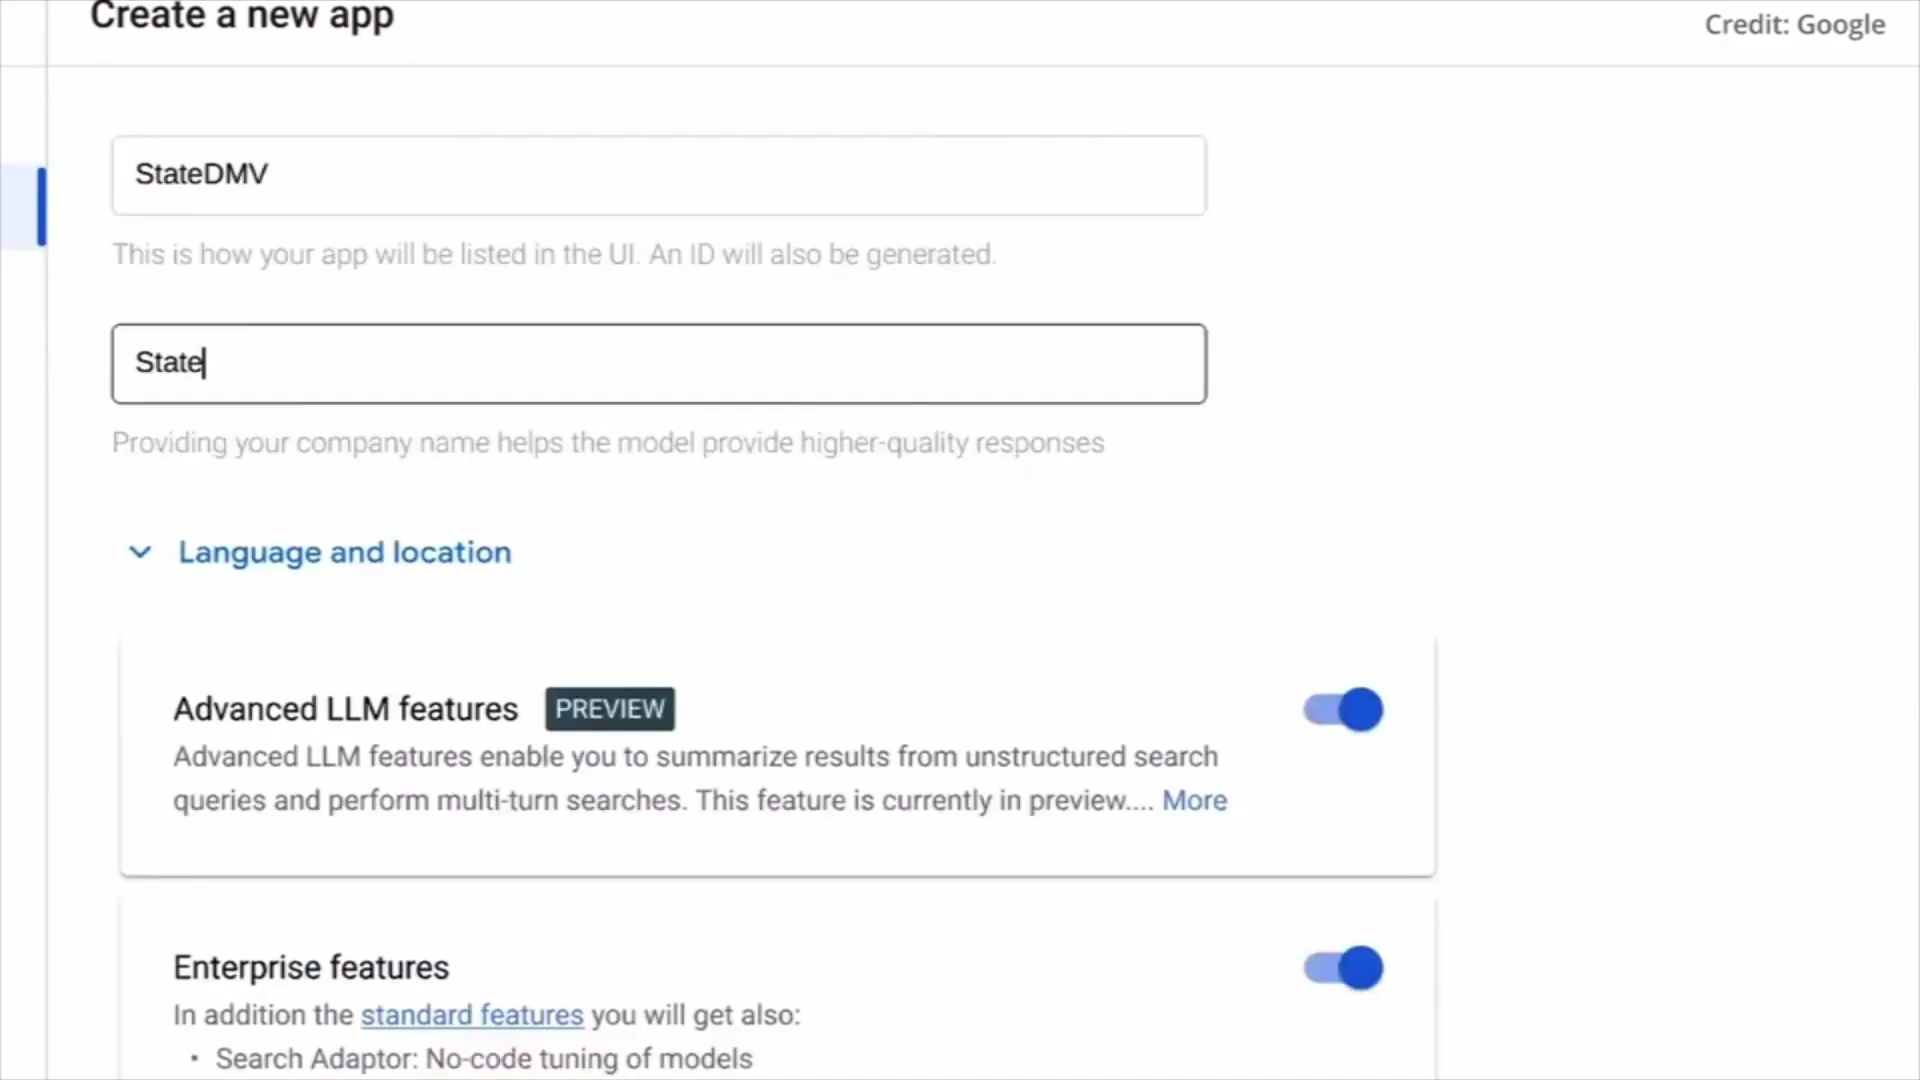 Create a new app
Credit: Google
StateDMV
This is how your app will be listed in the UI. An ID will also be generated.
State
Providing your company name helps the model provide higher-quality responses
Language and location
Advanced LLM features PREVIEW
Advanced LLM features enable you to summarize results from unstructured search
queries and perform multi-turn searches. This feature is currently in preview.... More
Enterprise features
In addition the standard features you will get also:
• Search Adaptor: No-code tuning of models